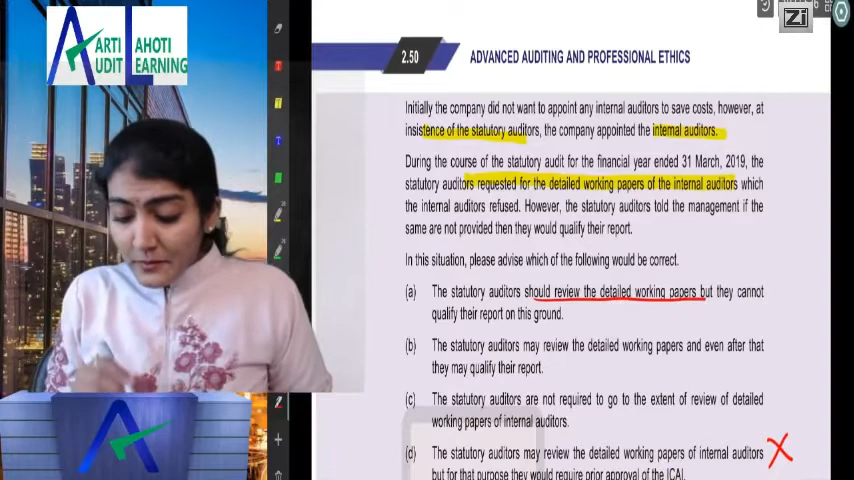 ARTI LAHOTI
AUDIT LEARNING
Zi
2.50 ADVANCED AUDITING AND PROFESSIONAL ETHICS
Initially the company did not want to appoint any internal auditors to save costs, however, at
insistence of the statutory auditors, the company appointed the internal auditors.
During the course of the statutory audit for the financial year ended 31 March, 2019, the
statutory auditors requested for the detailed working papers of the internal auditors which
the internal auditors refused. However, the statutory auditors told the management if the
same are not provided then they would qualify their report.
In this situation, please advise which of the following would be correct.
(a) The statutory auditors should review the detailed working papers but they cannot
qualify their report on this ground.
(b) The statutory auditors may review the detailed working papers and even after that
they may qualify their report.
(c) The statutory auditors are not required to go to the extent of review of detailed
working papers of internal auditors.
(d) The statutory auditors may review the detailed working papers of internal auditors
but for that purpose they would require prior approval of the ICAI.